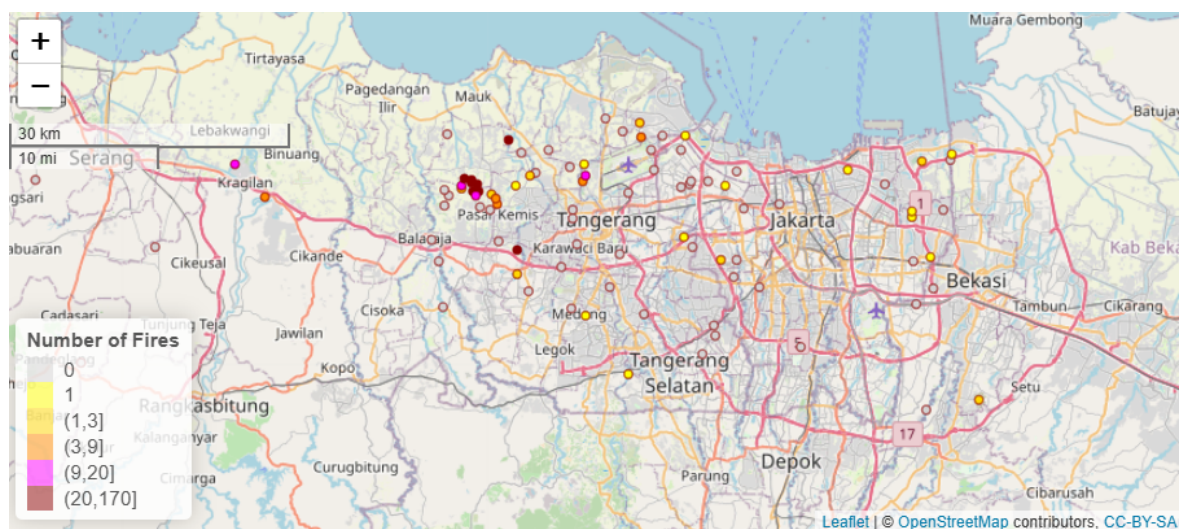 +
−
30 km
10 mi
Muara Gembong
Tirtayasa
Pagedangan
Ilir
Mauk
Batujay
Lebakwangi
Binuang
Serang
Kragilan
Pasar Kemis
Tangerang
Jakarta
1
Kab Beka
abuaran
Balaraja
Karawaci Baru
Cikande
Cikeusal
Bekasi
Tambun
Cikarang
Cadasari
Cisoka
Medang
Tunjung Teja
Jawilan
Legok
Kopo
Tangerang
Selatan
Setu
Rangkasbitung
17
Kalanganyar
Depok
Curugbitung
Cimarga
Parung
Cibarusah
Number of Fires
0
1
(1,3]
(3,9]
(9,20]
(20,170]
Leaflet | © OpenStreetMap contributors, CC-BY-SA